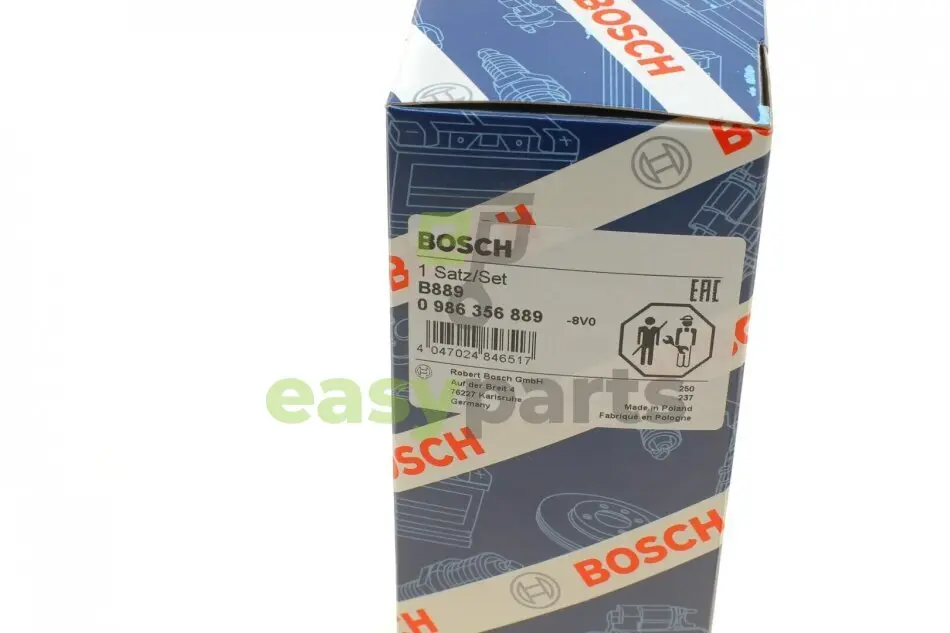 BOSCH
BOSCH
BOSCH
1 Satz/Set
B889
0 986 356 889 -8V0
EAC
4 047024 846517
Robert Bosch GmbH
Auf der Breit 4
76227 Karlsruhe
Germany
250
237
Made in Poland
Fabriqué en Pologne
easyparts
BOSCH
BOSCH